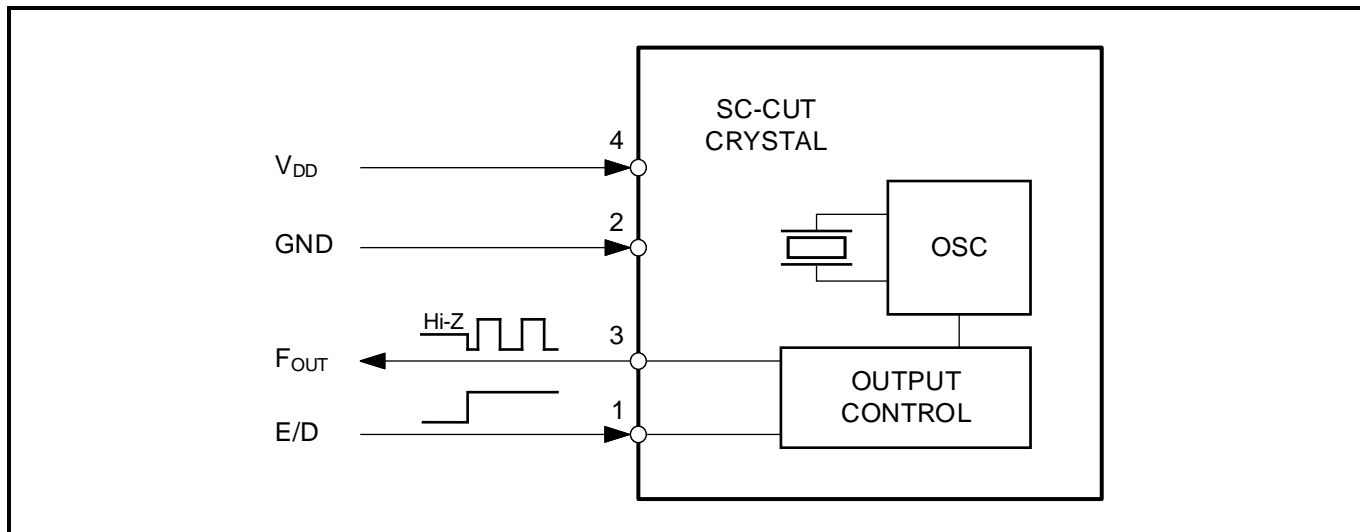 SC-CUT
CRYSTAL
4
V_DD
2
GND
OSC
Hi-Z
3
F_OUT
OUTPUT
CONTROL
1
E/D